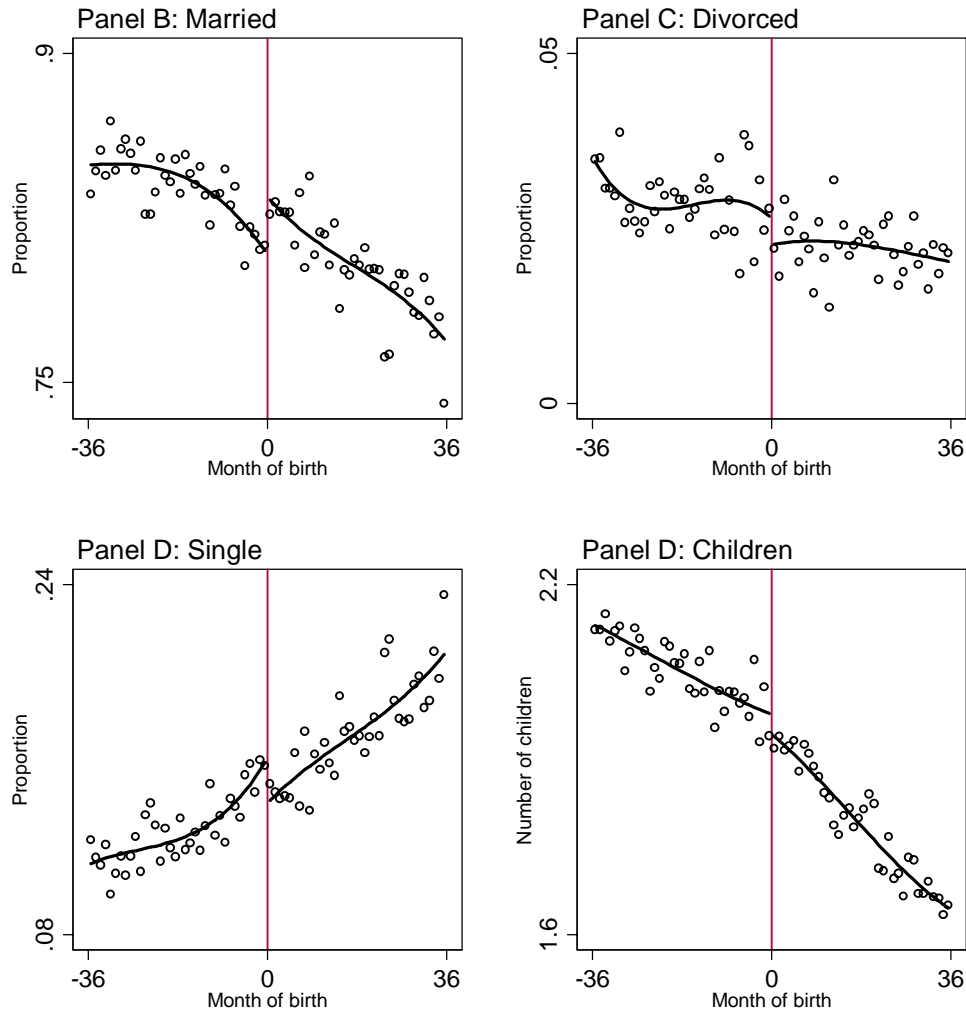 Panel B: Married
.9
.75
Proportion
-36 0 36
Month of birth
Panel C: Divorced
.05
0
Proportion
-36 0 36
Month of birth
Panel D: Single
.24
.08
Proportion
-36 0 36
Month of birth
Panel D: Children
2.2
1.6
Number of children
-36 0 36
Month of birth